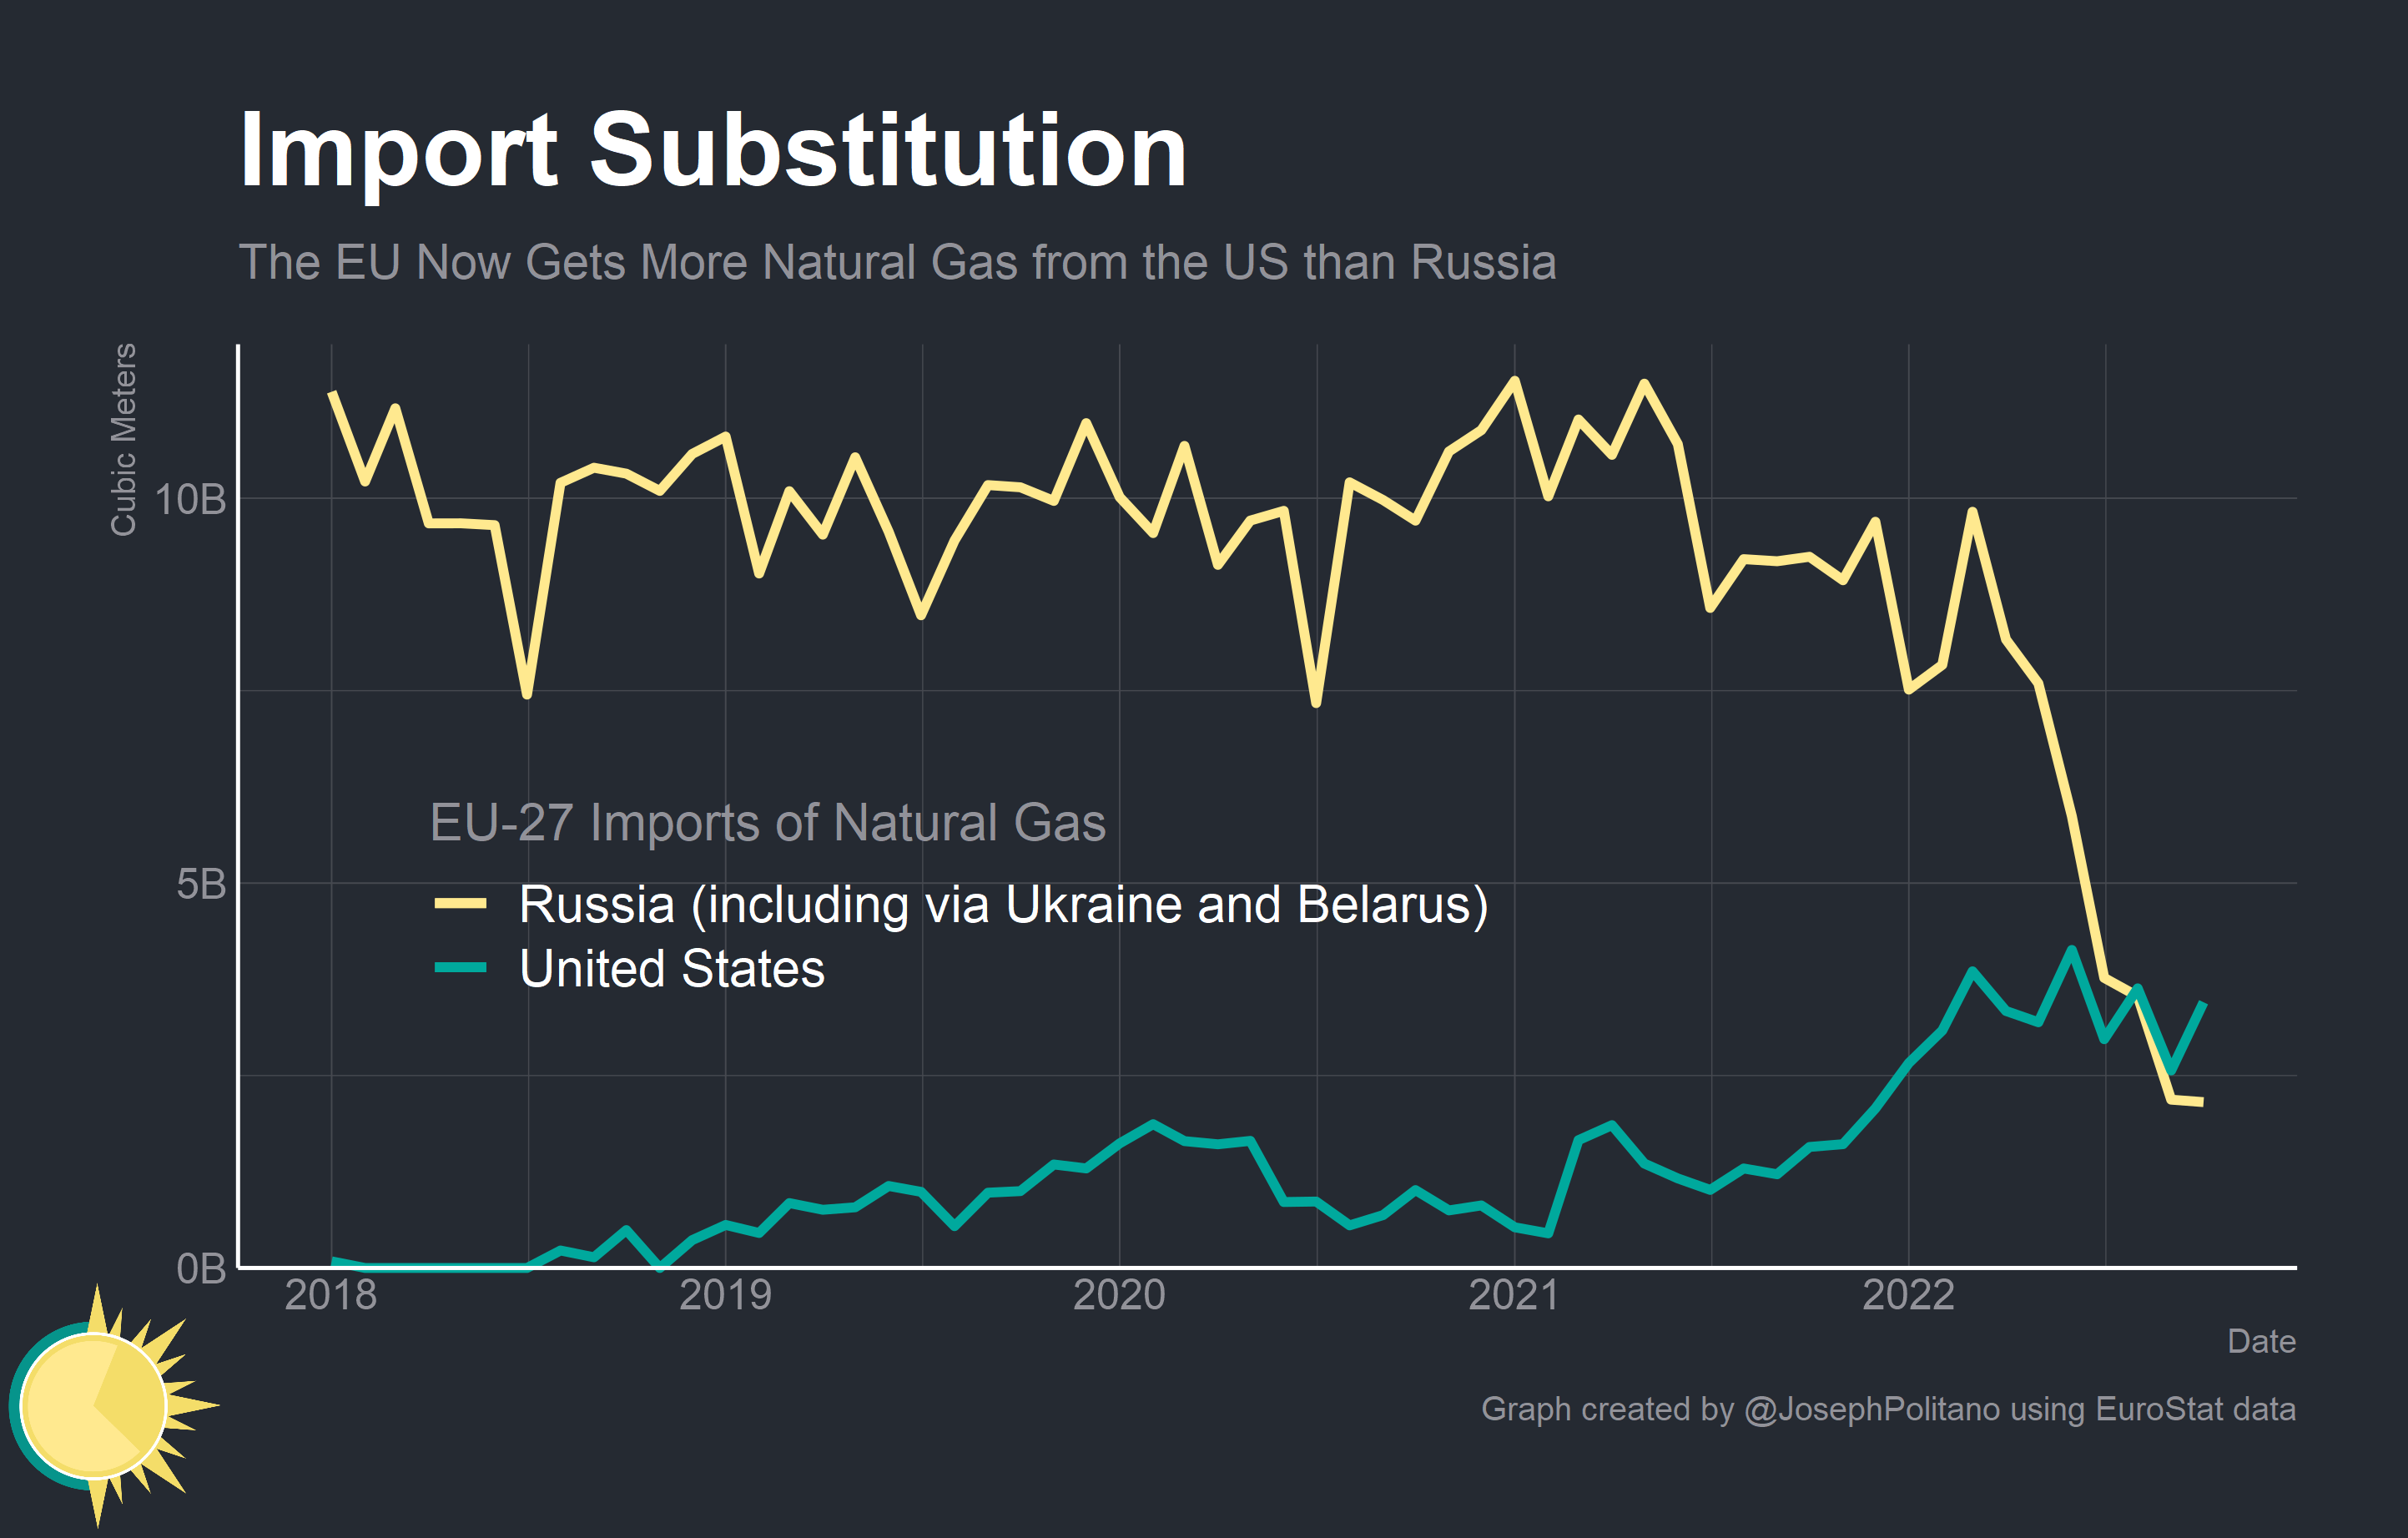 Import Substitution
The EU Now Gets More Natural Gas from the US than Russia
Cubic Meters
10B
5B
0B
EU-27 Imports of Natural Gas
Russia (including via Ukraine and Belarus)
United States
2018
2019
2020
2021
2022
Date
Graph created by @JosephPolitano using EuroStat data